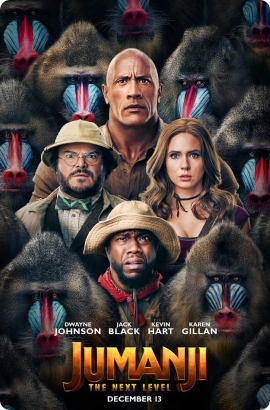 DWAYNE JOHNSON JACK BLACK KEVIN HART KAREN GILLAN
JUMANJI
THE NEXT LEVEL
DECEMBER 13